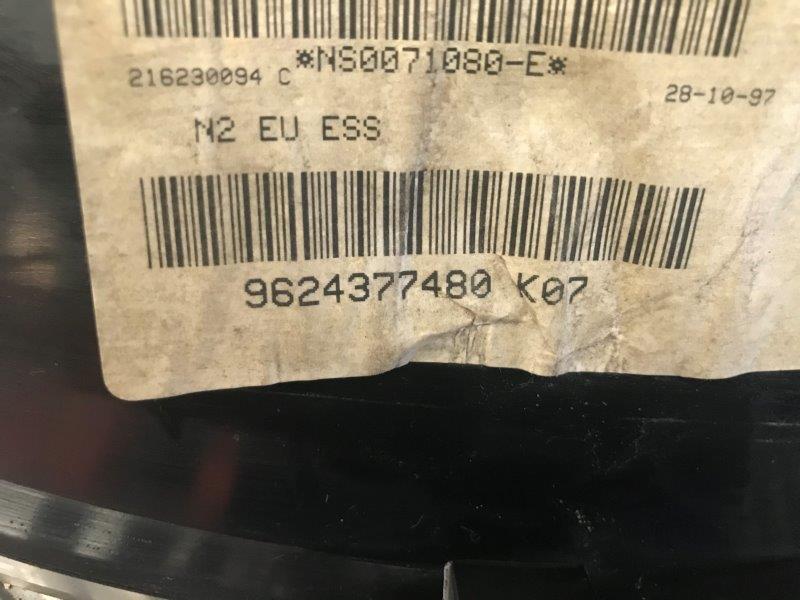 *NS0071080-E*
216230094 C
28-10-97
N2 EU ESS
9624377480 K07